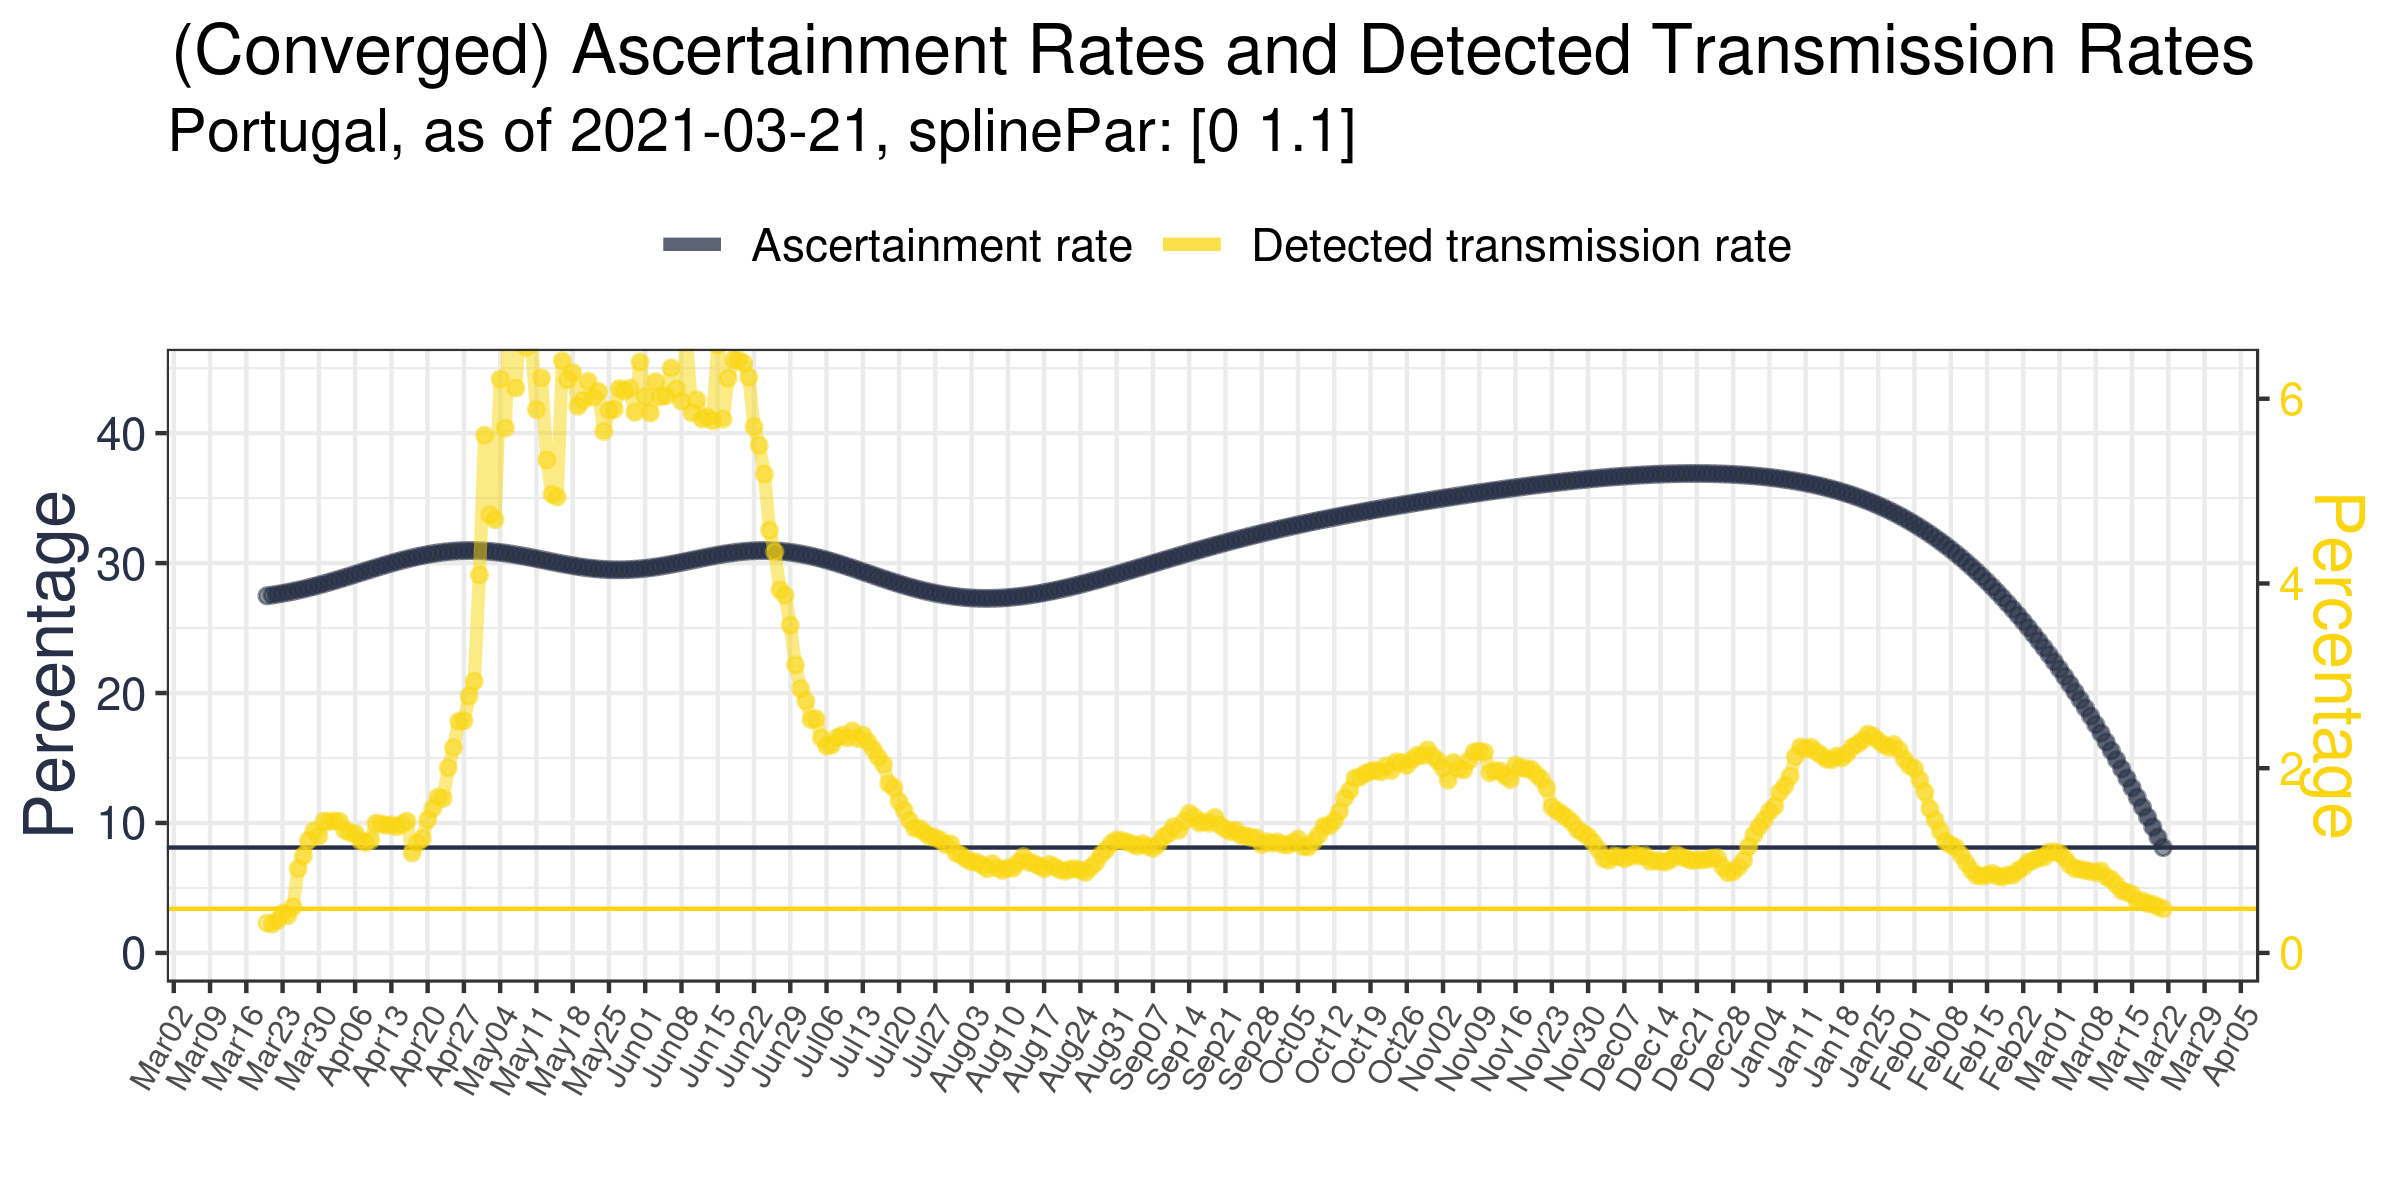 (Converged) Ascertainment Rates and Detected Transmission Rates
Portugal, as of 2021-03-21, splinePar: [0 1.1]
Ascertainment rate Detected transmission rate
Percentage
40
30
20
10
0
6
4
2
0
Percentage
Mar02 Mar09 Mar16 Mar23 Mar30 Apr06 Apr13 Apr20 Apr27 May04 May11 May18 May25 Jun01 Jun08 Jun15 Jun22 Jun29 Jul06 Jul13 Jul20 Jul27 Aug03 Aug10 Aug17 Aug24 Aug31 Sep07 Sep14 Sep21 Sep28 Oct05 Oct12 Oct19 Oct26 Nov02 Nov09 Nov16 Nov23 Nov30 Dec07 Dec14 Dec21 Dec28 Jan04 Jan11 Jan18 Jan25 Feb01 Feb08 Feb15 Feb22 Mar01 Mar08 Mar15 Mar22 Mar29 Apr05